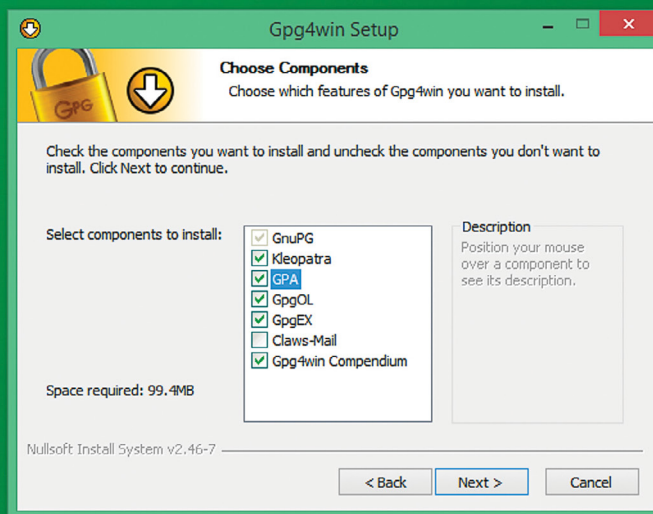 Gpg4win Setup
GPG
Choose Components
Choose which features of Gpg4win you want to install.
Check the components you want to install and uncheck the components you don't want to
install. Click Next to continue.
Select components to install:
GnuPG
Kleopatra
GPA
GpgOL
GpgEX
Claws-Mail
Gpg4win Compendium
Description
Position your mouse
over a component to
see its description.
Space required: 99.4MB
Nullsoft Install System v2.46-7
< Back
Next >
Cancel